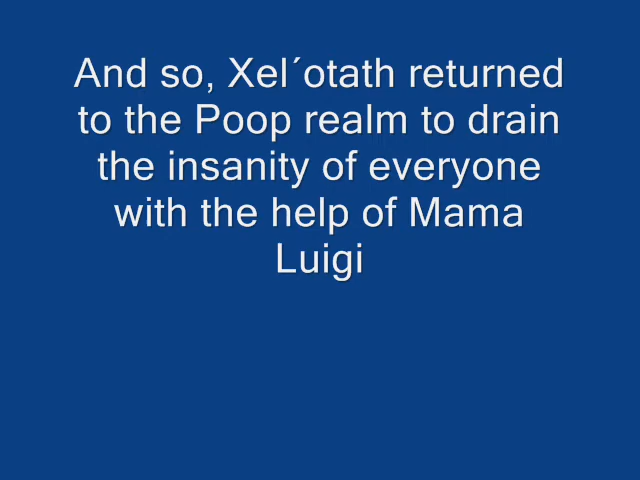 And so, Xel´otath returned
to the Poop realm to drain
the insanity of everyone
with the help of Mama
Luigi